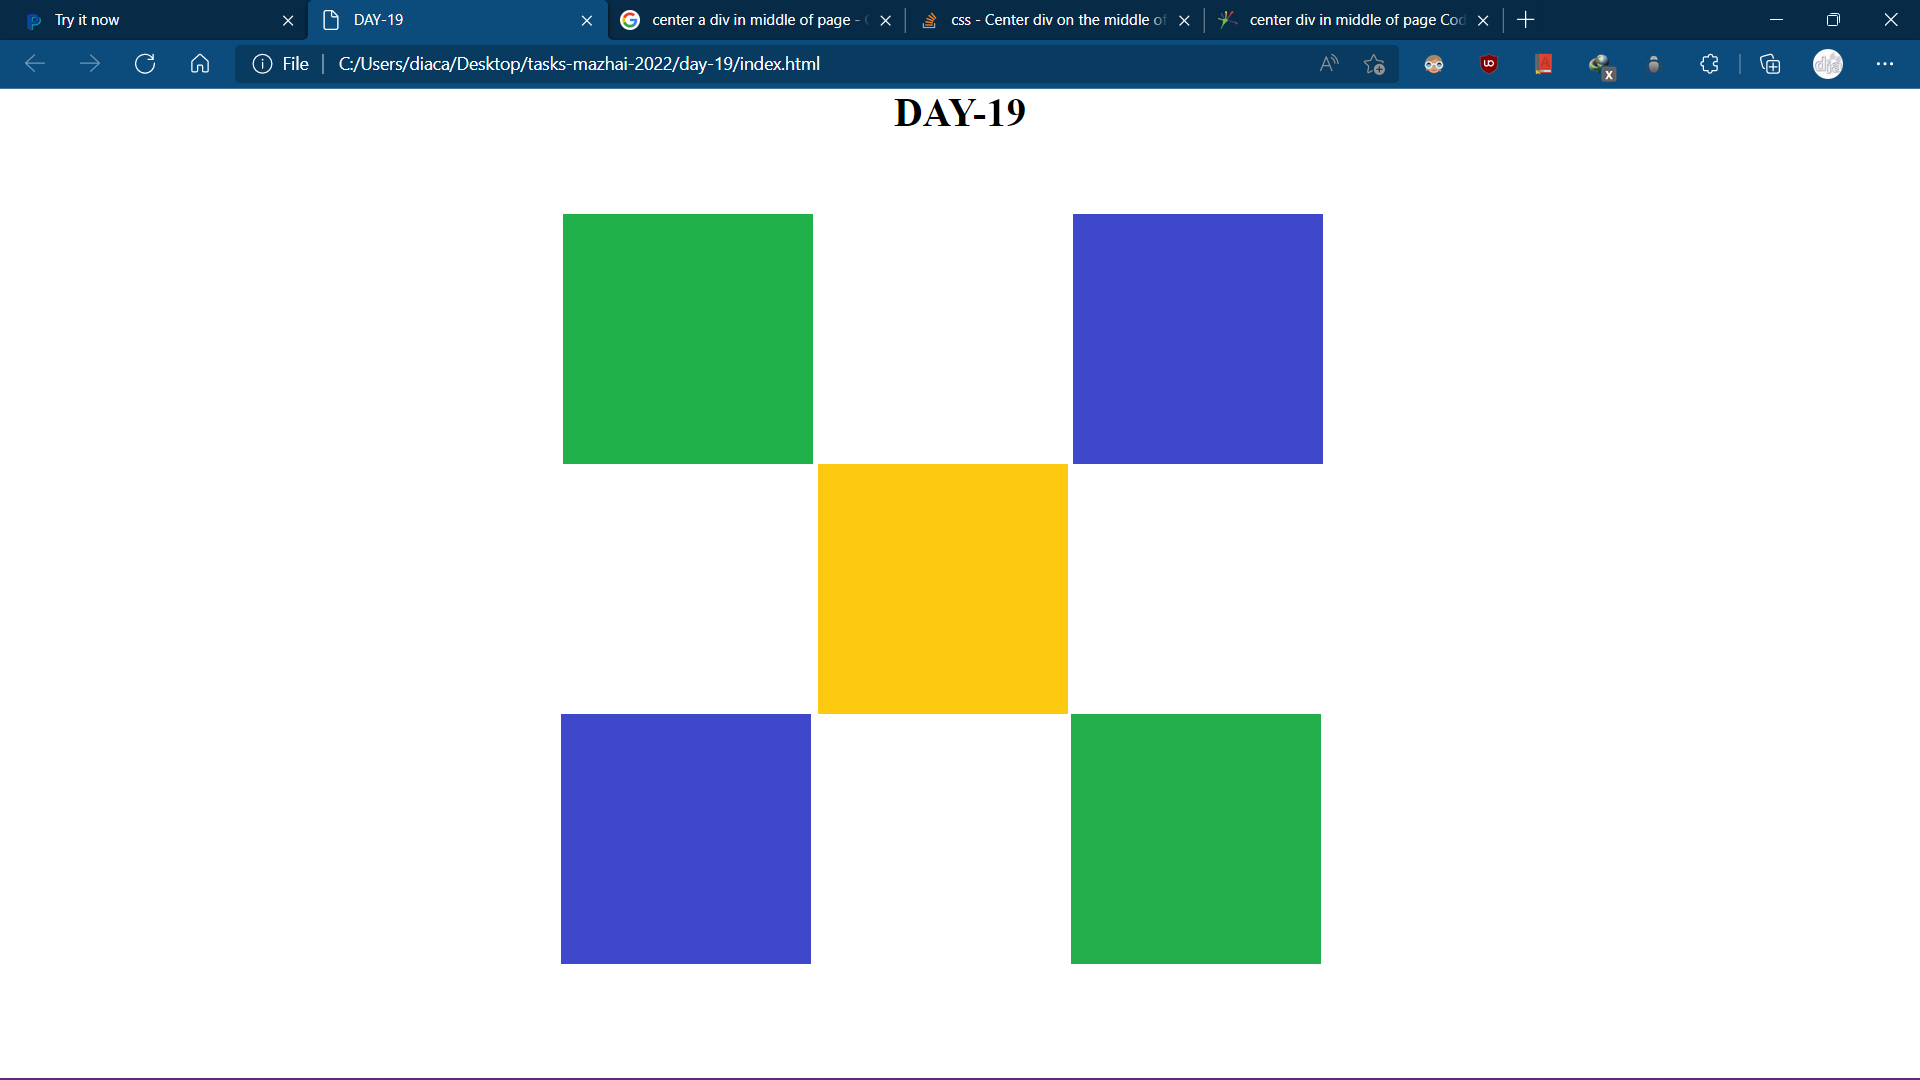 Try it now
DAY-19
center a div in middle of page -
css - Center div on the middle of
center div in middle of page Cod
File
C:/Users/diaca/Desktop/tasks-mazhai-2022/day-19/index.html
DAY-19